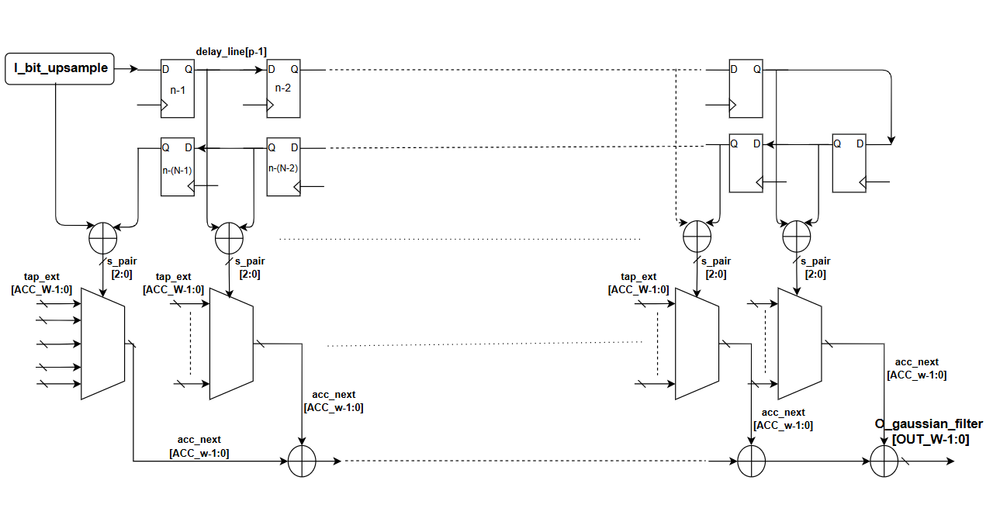 delay_line[p-1]
I_bit_upsample
D Q
n-1
D Q
n-2
D Q
Q D
n-(N-1)
Q D
n-(N-2)
Q D
Q D
s_pair
[2:0]
s_pair
[2:0]
s_pair
[2:0]
s_pair
[2:0]
tap_ext
[ACC_W-1:0]
tap_ext
[ACC_W-1:0]
tap_ext
[ACC_W-1:0]
acc_next
[ACC_w-1:0]
acc_next
[ACC_w-1:0]
acc_next
[ACC_w-1:0]
O_gaussian_filter
[OUT_W-1:0]
acc_next
[ACC_w-1:0]